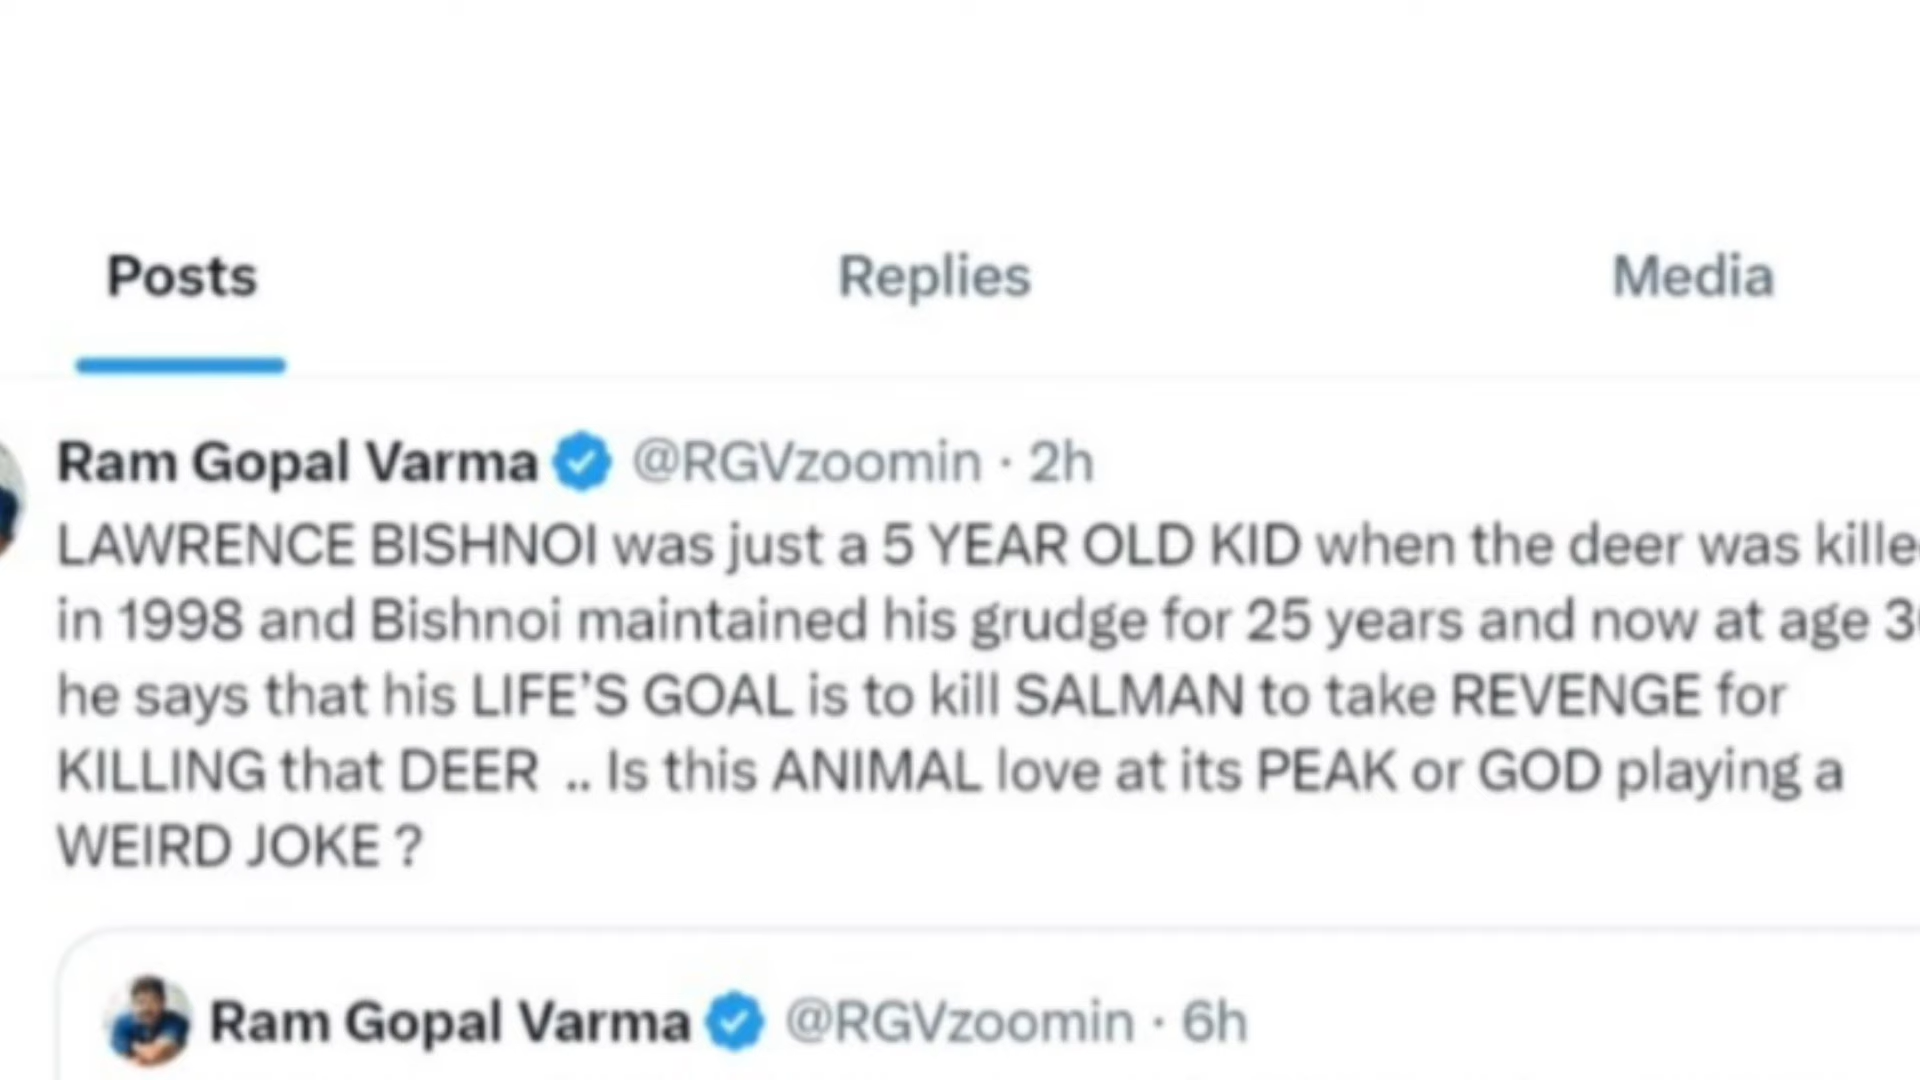 Posts Replies Media
Ram Gopal Varma @RGVzoomin · 2h
LAWRENCE BISHNOI was just a 5 YEAR OLD KID when the deer was kille
in 1998 and Bishnoi maintained his grudge for 25 years and now at age 3
he says that his LIFE’S GOAL is to kill SALMAN to take REVENGE for
KILLING that DEER .. Is this ANIMAL love at its PEAK or GOD playing a
WEIRD JOKE ?
Ram Gopal Varma @RGVzoomin · 6h